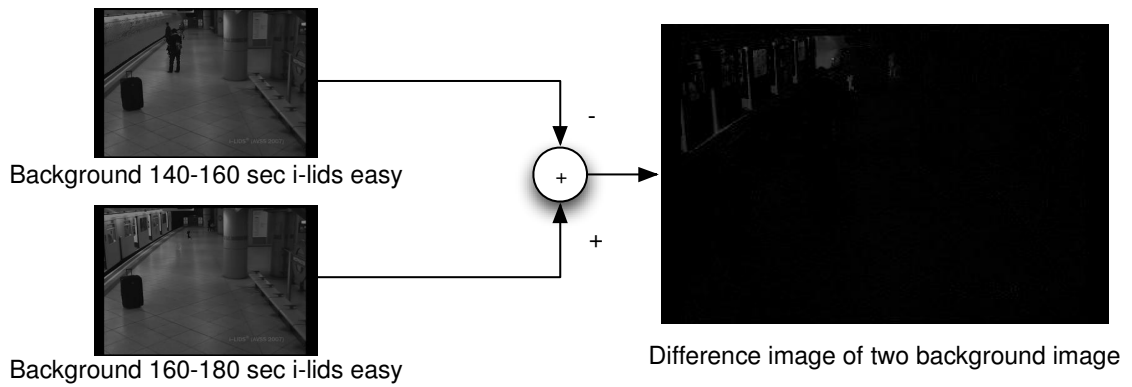 -
Background 140-160 sec i-lids easy
+
+
Background 160-180 sec i-lids easy
Difference image of two background image